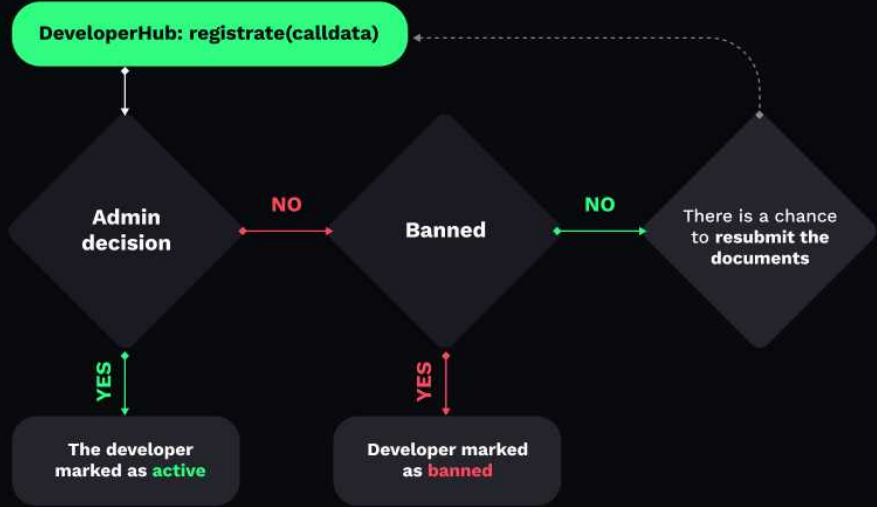 DeveloperHub: registrate(calldata)
Admin
decision
NO
Banned
NO
There is a chance
to resubmit the
documents
YES
YES
The developer
marked as active
Developer marked
as banned